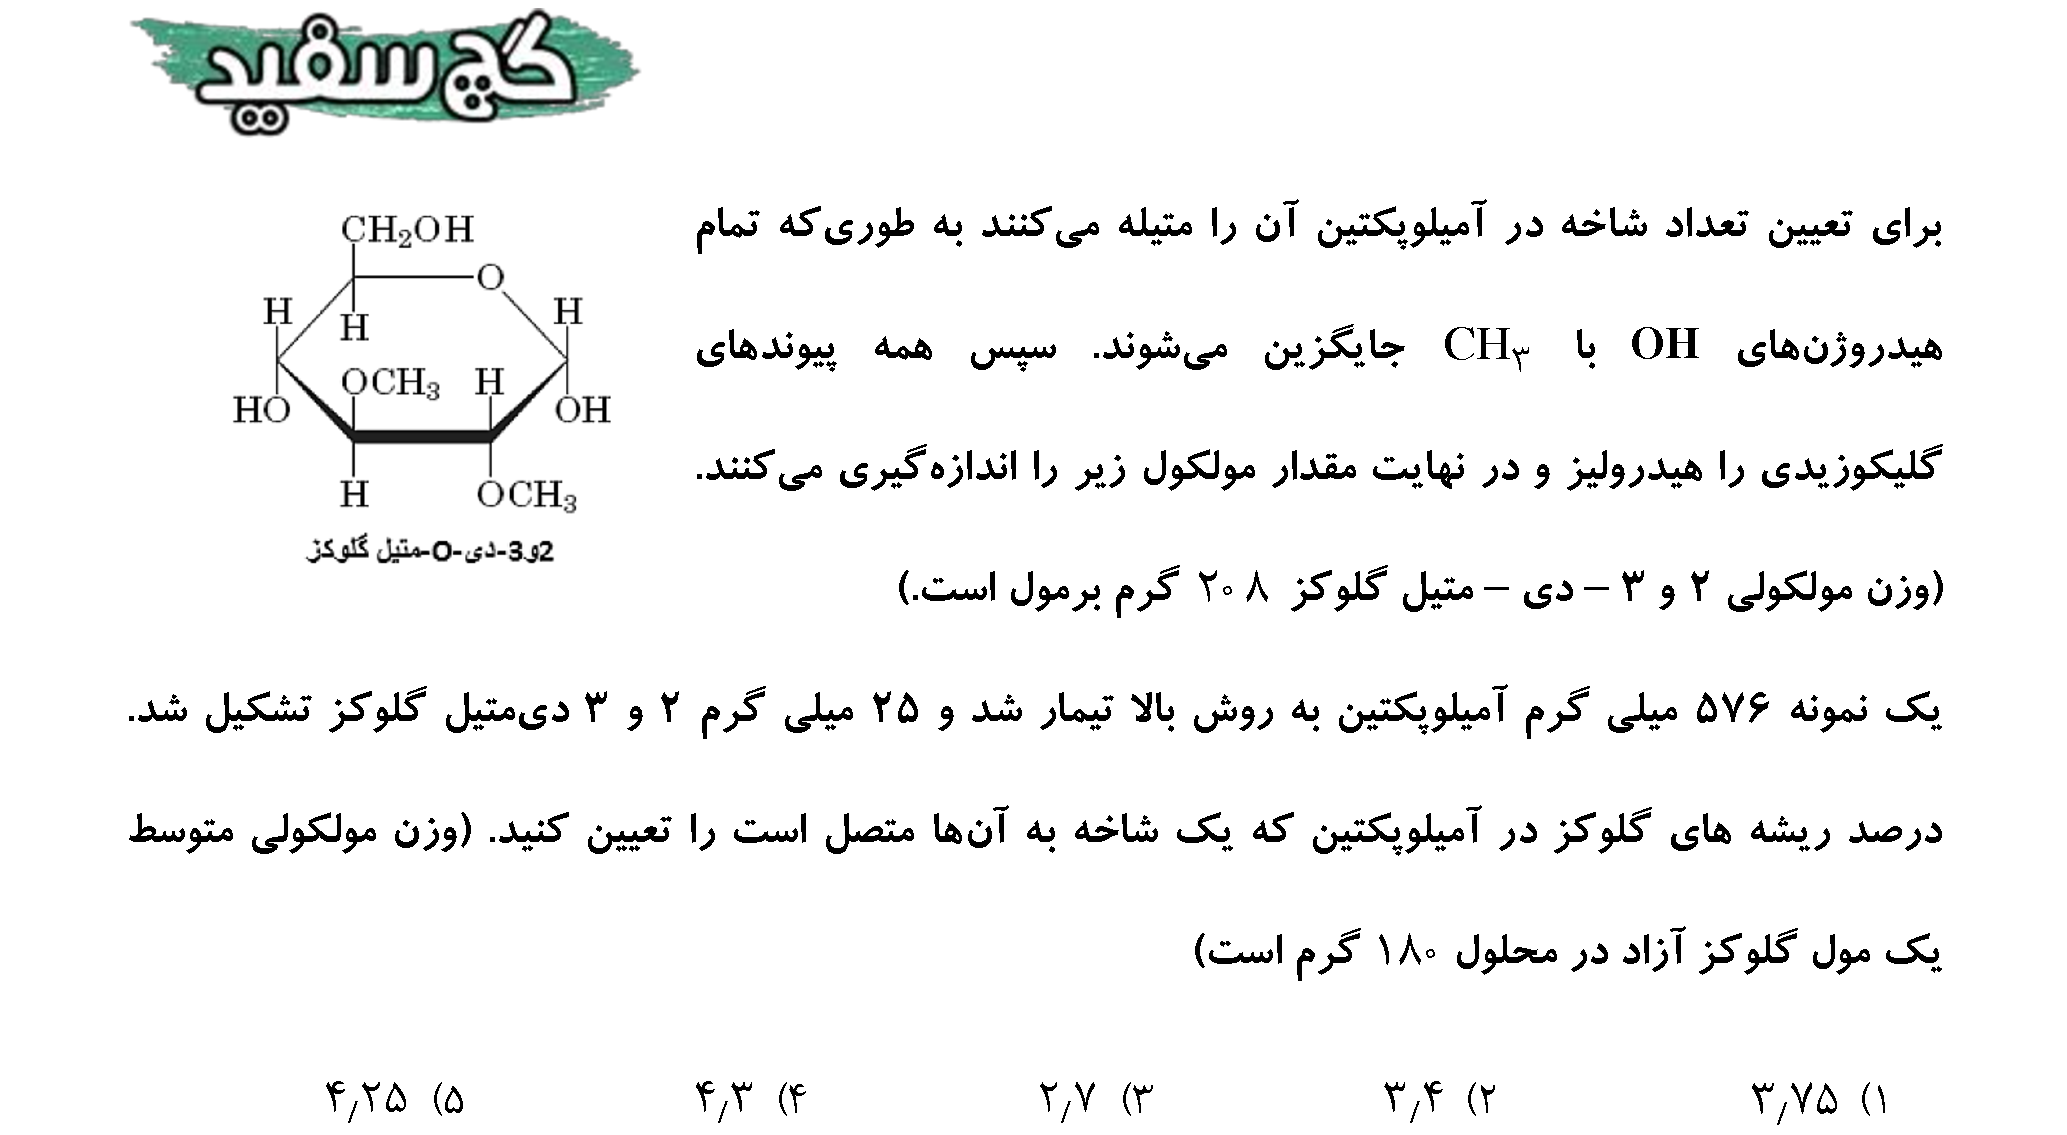 گچ سفید
برای تعیین تعداد شاخه در آمیلوپکتین آن را متیله می‌کنند به طوری‌که تمام
هیدروژن‌های OH با CH₃ جایگزین می‌شوند. سپس همه پیوندهای
گلیکوزیدی را هیدرولیز و در نهایت مقدار مولکول زیر را اندازه‌گیری می‌کنند.
(وزن مولکولی ۲ و ۳ – دی – متیل گلوکز ۲۰۸ گرم برمول است.)
CH₂OH
O
H
H
H
OCH₃
H
HO
OH
H
OCH₃
2و3-دی-O-متیل گلوکز
یک نمونه ۵۷۶ میلی گرم آمیلوپکتین به روش بالا تیمار شد و ۲۵ میلی گرم ۲ و ۳ دی‌متیل گلوکز تشکیل شد.
درصد ریشه های گلوکز در آمیلوپکتین که یک شاخه به آن‌ها متصل است را تعیین کنید. (وزن مولکولی متوسط
یک مول گلوکز آزاد در محلول ۱۸۰ گرم است)
۱) ۳٫۷۵ ۲) ۳٫۴ ۳) ۲٫۷ ۴) ۴٫۳ ۵) ۴٫۲۵